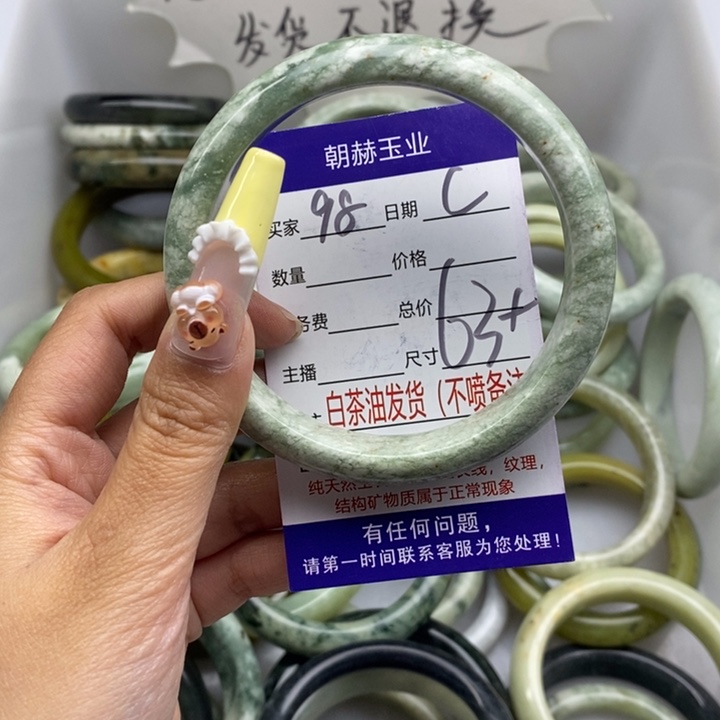 发货不退换
朝赫玉业
买家 98 日期 C
数量 价格
务费 总价
主播 尺寸 63+
白茶油发货（不喷备注
纹理，
结构矿物质属于正常现象
有任何问题，
请第一时间联系客服为您处理！